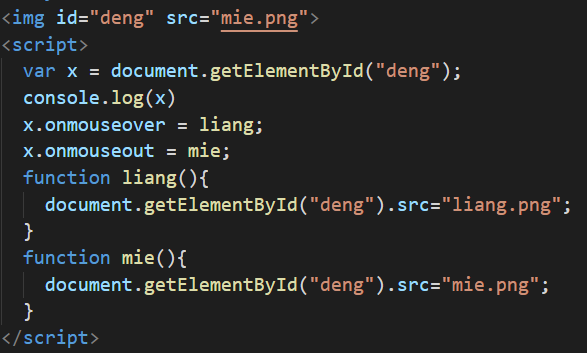 <img id="deng" src="mie.png">
<script>
var x = document.getElementById("deng");
console.log(x)
x.onmouseover = liang;
x.onmouseout = mie;
function liang(){
document.getElementById("deng").src="liang.png";
}
function mie(){
document.getElementById("deng").src="mie.png";
}
</script>